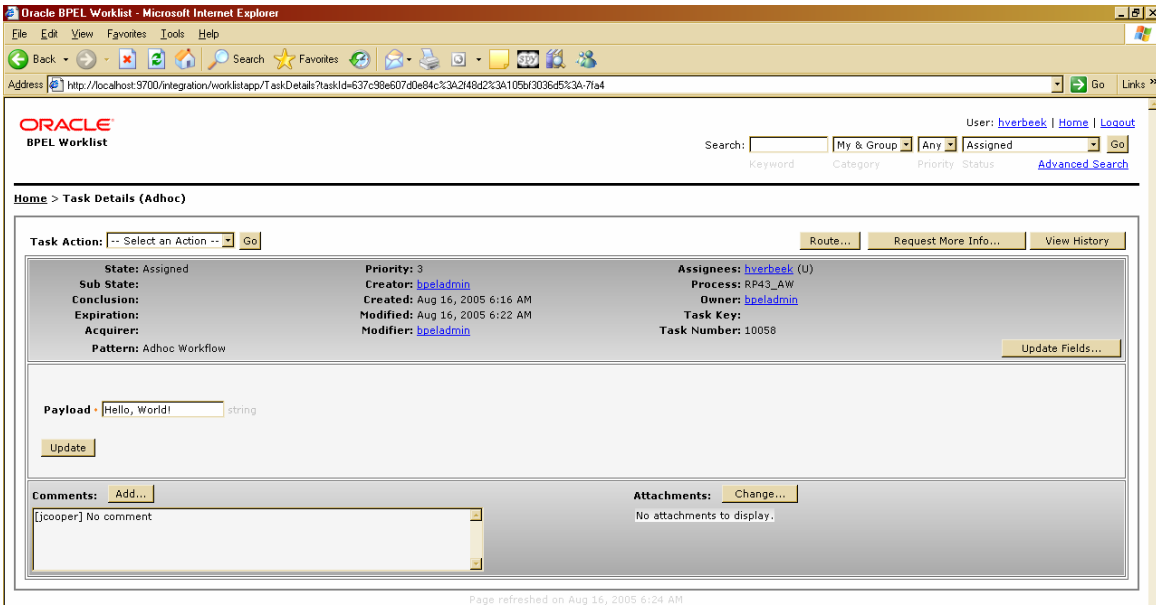 Oracle BPEL Worklist - Microsoft Internet Explorer
File Edit View Favorites Tools Help
Back Search Favorites SPY
Address http://localhost:9700/integration/worklistapp/TaskDetails?taskId=637c98e607d0e84c%3A2f48d2%3A105bf3036d5%3A-7fa4 Go Links »
ORACLE
BPEL Worklist
User: hverbeek | Home | Logout
Search: My & Group Any Assigned Go
Keyword Category Priority Status Advanced Search
Home > Task Details (Adhoc)
Task Action: -- Select an Action -- Go Route... Request More Info... View History
State: Assigned Priority: 3 Assignees: hverbeek (U)
Sub State: Creator: bpeladmin Process: RP43_AW
Conclusion: Created: Aug 16, 2005 6:16 AM Owner: bpeladmin
Expiration: Modified: Aug 16, 2005 6:22 AM Task Key:
Acquirer: Modifier: bpeladmin Task Number: 10058
Pattern: Adhoc Workflow Update Fields...
Payload * Hello, World! string
Update
Comments: Add... Attachments: Change...
[jcooper] No comment No attachments to display.
Page refreshed on Aug 16, 2005 6:24 AM